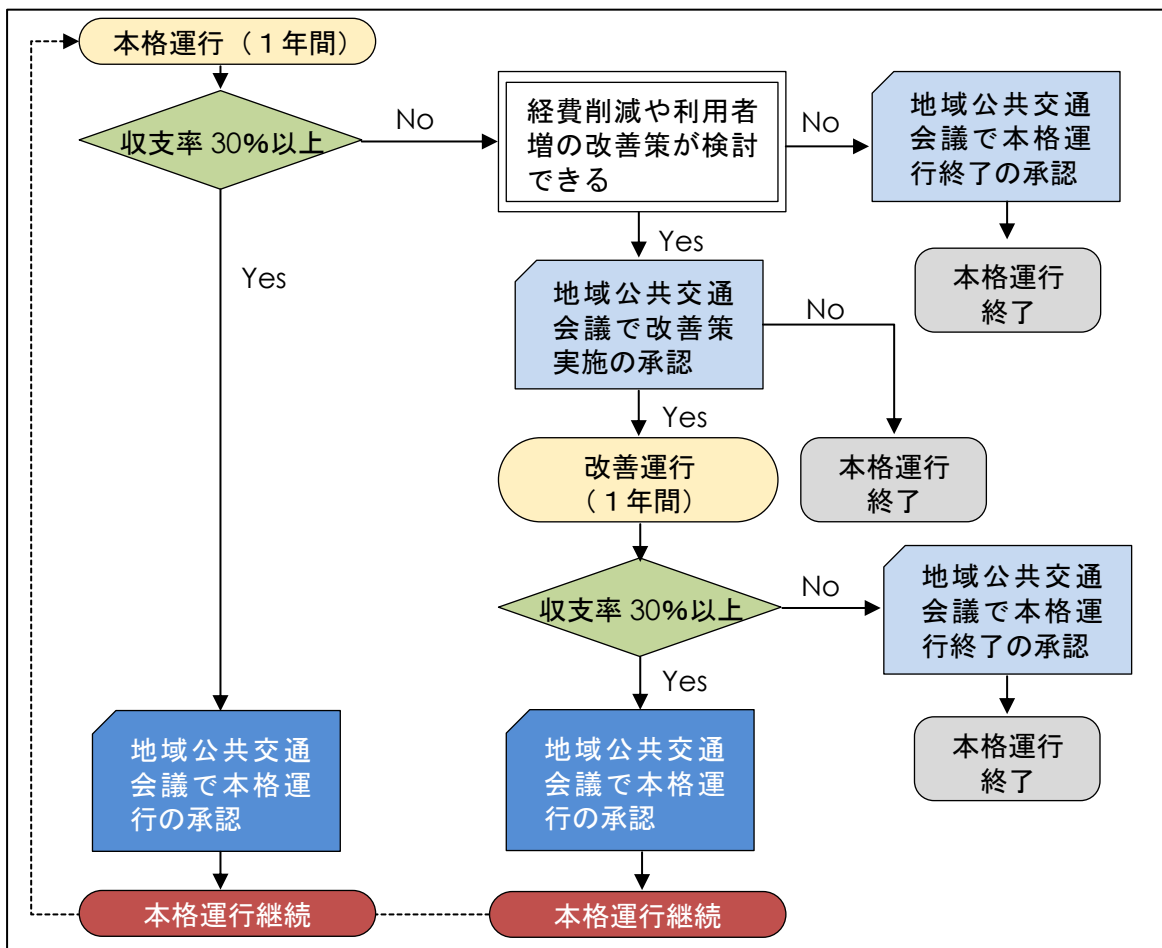 本格運行（１年間）
収支率 30%以上
No
経費削減や利用者
増の改善策が検討
できる
No
地域公共交通
会議で本格運
行終了の承認
本格運行
終了
Yes
Yes
地域公共交通
会議で改善策
実施の承認
No
本格運行
終了
Yes
改善運行
（１年間）
収支率 30%以上
No
地域公共交通
会議で本格運
行終了の承認
本格運行
終了
Yes
地域公共交通
会議で本格運
行の承認
地域公共交通
会議で本格運
行の承認
本格運行継続
本格運行継続